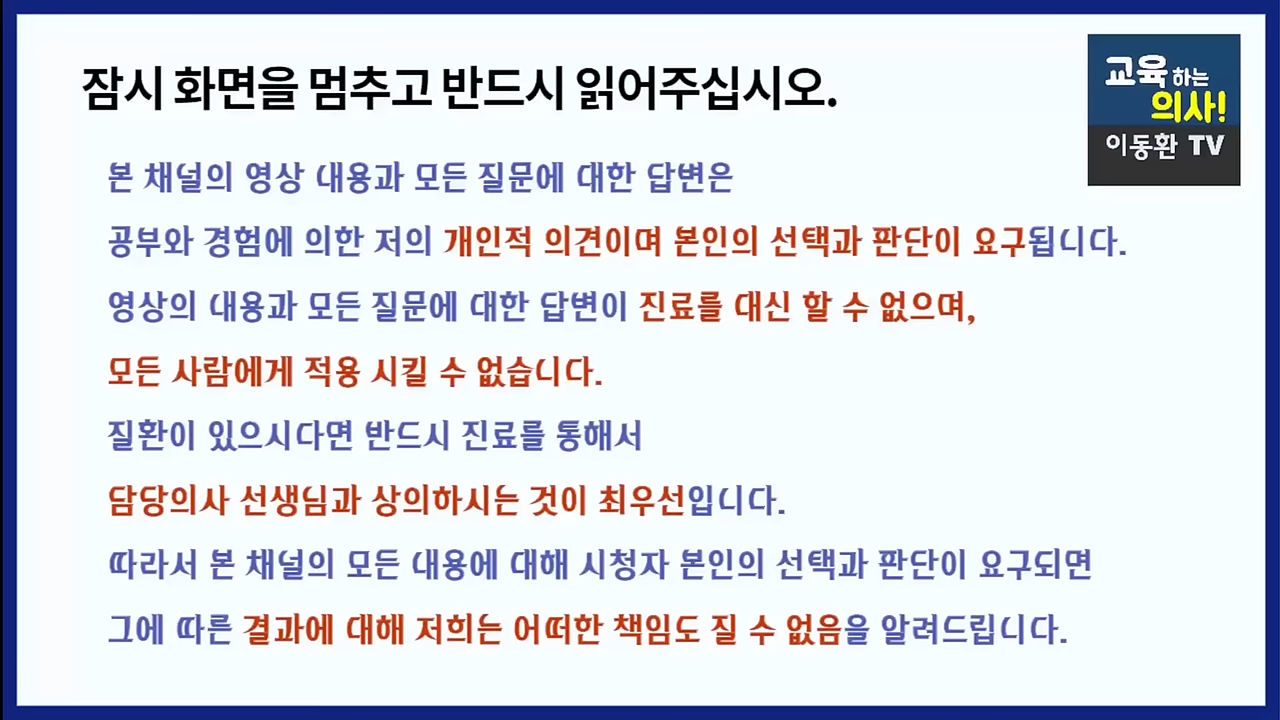 잠시 화면을 멈추고 반드시 읽어주십시오.
교육하는
의사!
이동환 TV
본 채널의 영상 내용과 모든 질문에 대한 답변은
공부와 경험에 의한 저의 개인적 의견이며 본인의 선택과 판단이 요구됩니다.
영상의 내용과 모든 질문에 대한 답변이 진료를 대신 할 수 없으며,
모든 사람에게 적용 시킬 수 없습니다.
질환이 있으시다면 반드시 진료를 통해서
담당의사 선생님과 상의하시는 것이 최우선입니다.
따라서 본 채널의 모든 내용에 대해 시청자 본인의 선택과 판단이 요구되면
그에 따른 결과에 대해 저희는 어떠한 책임도 질 수 없음을 알려드립니다.